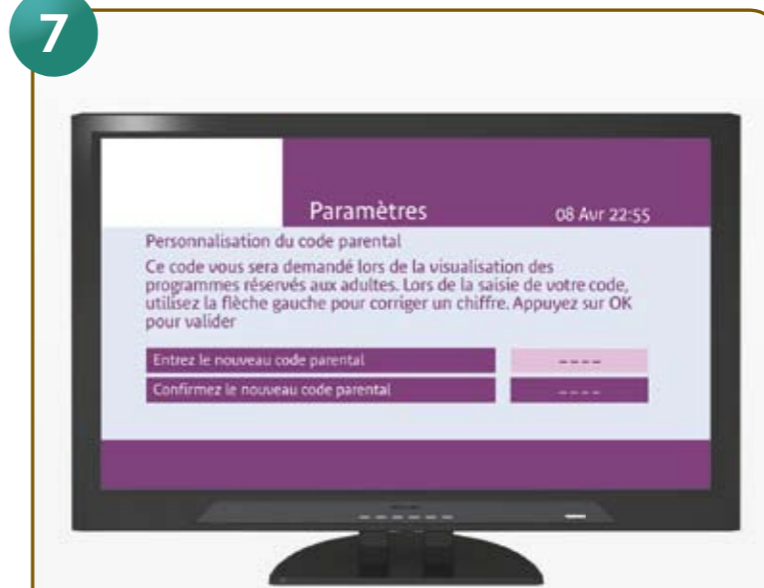 7
Paramètres 08 Avr 22:55
Personnalisation du code parental
Ce code vous sera demandé lors de la visualisation des
programmes réservés aux adultes. Lors de la saisie de votre code,
utilisez la flèche gauche pour corriger un chiffre. Appuyez sur OK
pour valider
Entrez le nouveau code parental ----
Confirmez le nouveau code parental ----